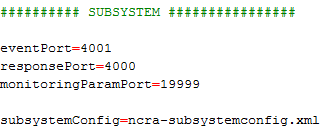 ########## SUBSYSTEM ################
eventPort=4001
responsePort=4000
monitoringParamPort=19999
subsystemConfig=ncra-subsystemconfig.xml